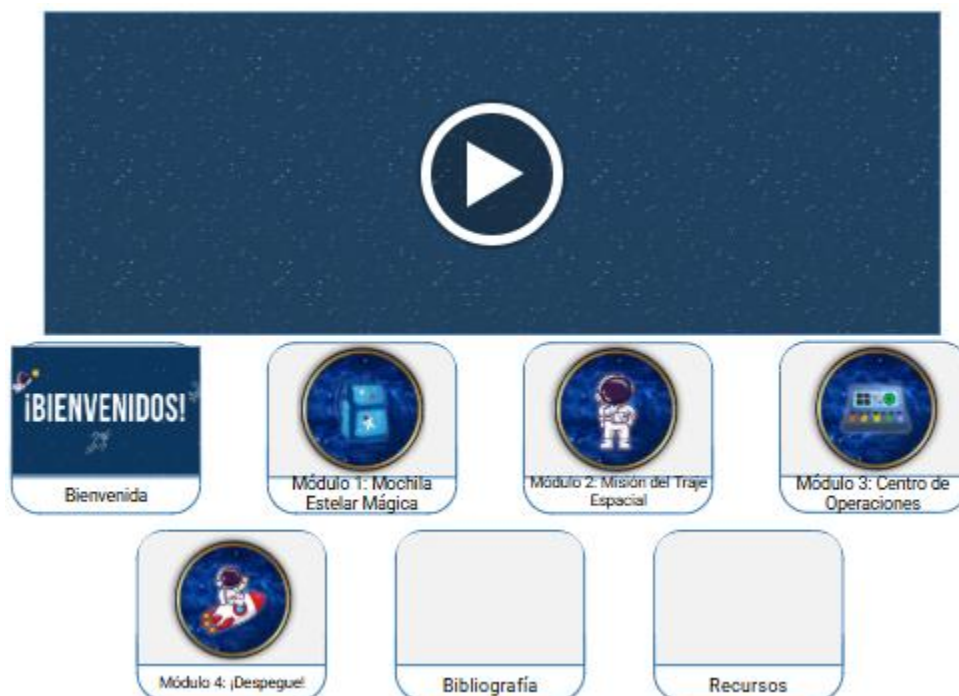 ¡BIENVENIDOS!
Bienvenida
Módulo 1: Mochila
Estelar Mágica
Módulo 2: Misión del Traje
Espacial
Módulo 3: Centro de
Operaciones
Módulo 4: ¡Despegue!
Bibliografía
Recursos